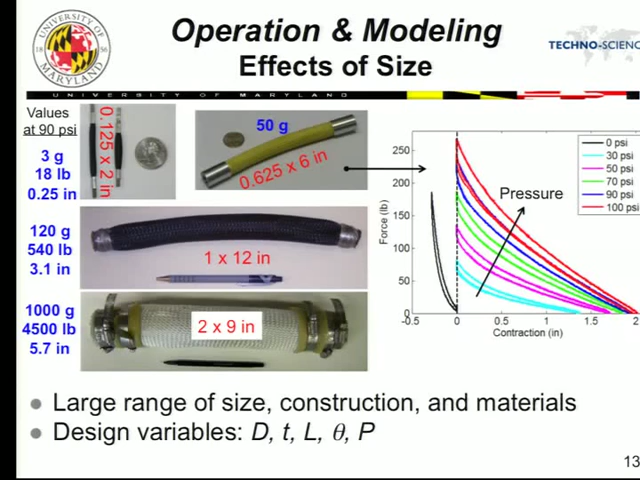 Operation & Modeling
Effects of Size
UNIVERSITY OF
MARYLAND
18 56
TECHNO-SCIENC
UNIVERSITY OF MARYLAND
Values
at 90 psi
3 g
18 lb
0.25 in
0.125 x 2 in
50 g
0.625 x 6 in
120 g
540 lb
3.1 in
1 x 12 in
1000 g
4500 lb
5.7 in
2 x 9 in
Force (lb)
250
200
150
100
50
0
-0.5 0 0.5 1 1.5 2
Contraction (in)
Pressure
0 psi
30 psi
50 psi
70 psi
90 psi
100 psi
Large range of size, construction, and materials
Design variables: D, t, L, θ, P
13